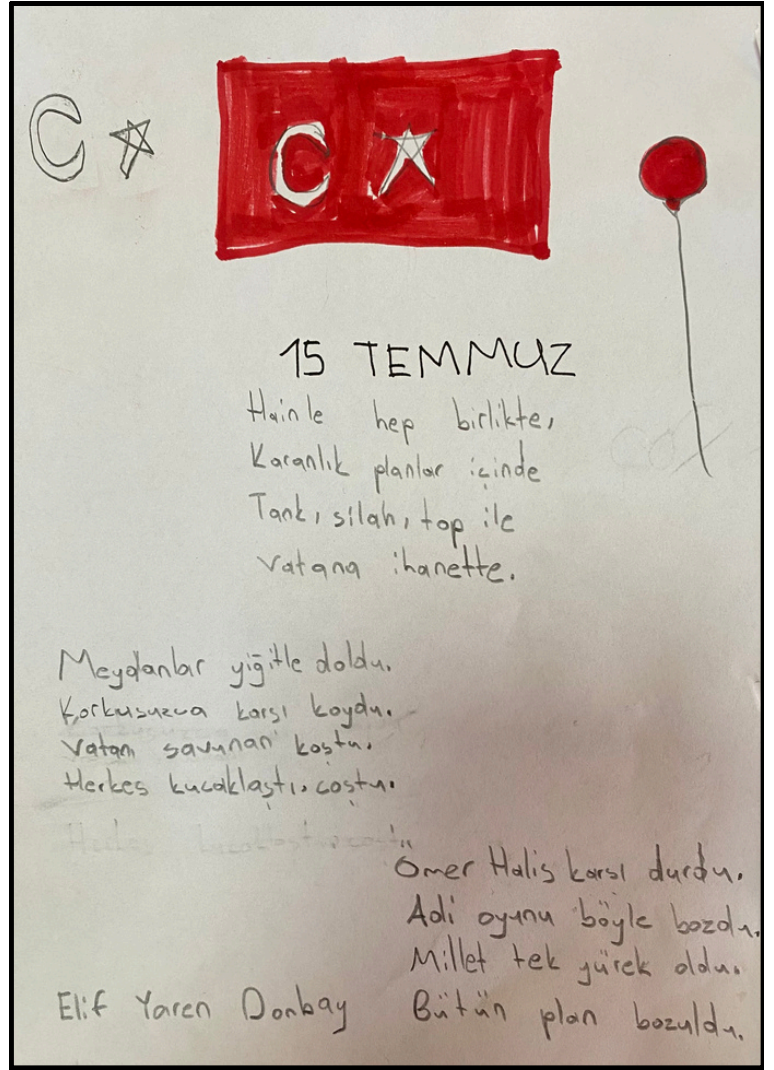 15 TEMMUZ
Hainle hep birlikte,
Karanlık planlar içinde
Tank, silah, top ile
vatana ihanette.
Meydanlar yiğitle doldu.
Korkusuzca karşı koydu.
Vatanı savunan koştu.
Herkes kucaklaştı, coştu.
Ömer Halis karşı durdu.
Adi oyunu böyle bozdu.
Millet tek yürek oldu.
Bütün plan bozuldu.
Elif Yaren Donbay